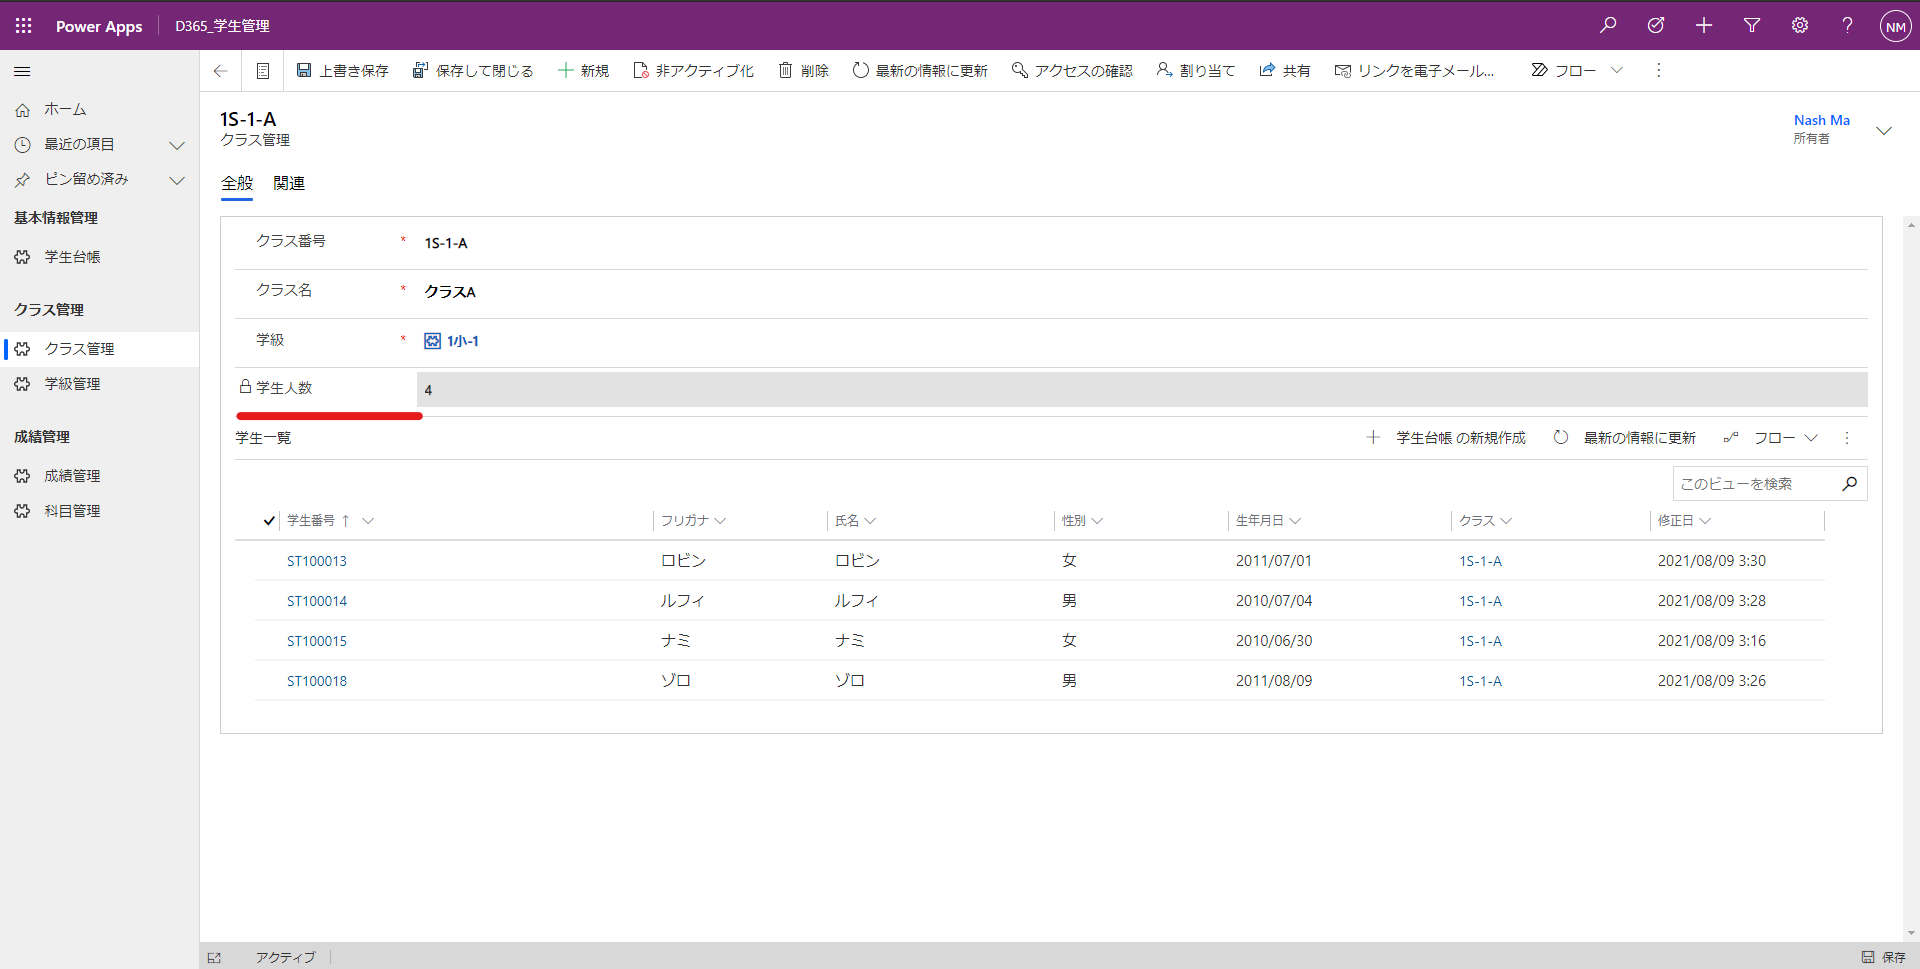 Power Apps D365_学生管理 NM
上書き保存 保存して閉じる 新規 非アクティブ化 削除 最新の情報に更新 アクセスの確認 割り当て 共有 リンクを電子メール... フロー
ホーム
最近の項目
ピン留め済み
基本情報管理
学生台帳
クラス管理
クラス管理
学級管理
成績管理
成績管理
科目管理
1S-1-A
クラス管理
Nash Ma
所有者
全般 関連
クラス番号 * 1S-1-A
クラス名 * クラスA
学級 * 1小-1
学生人数 4
学生一覧 学生台帳 の新規作成 最新の情報に更新 フロー
このビューを検索
学生番号 ↑ フリガナ 氏名 性別 生年月日 クラス 修正日
ST100013 ロビン ロビン 女 2011/07/01 1S-1-A 2021/08/09 3:30
ST100014 ルフィ ルフィ 男 2010/07/04 1S-1-A 2021/08/09 3:28
ST100015 ナミ ナミ 女 2010/06/30 1S-1-A 2021/08/09 3:16
ST100018 ゾロ ゾロ 男 2011/08/09 1S-1-A 2021/08/09 3:26
アクティブ 保存